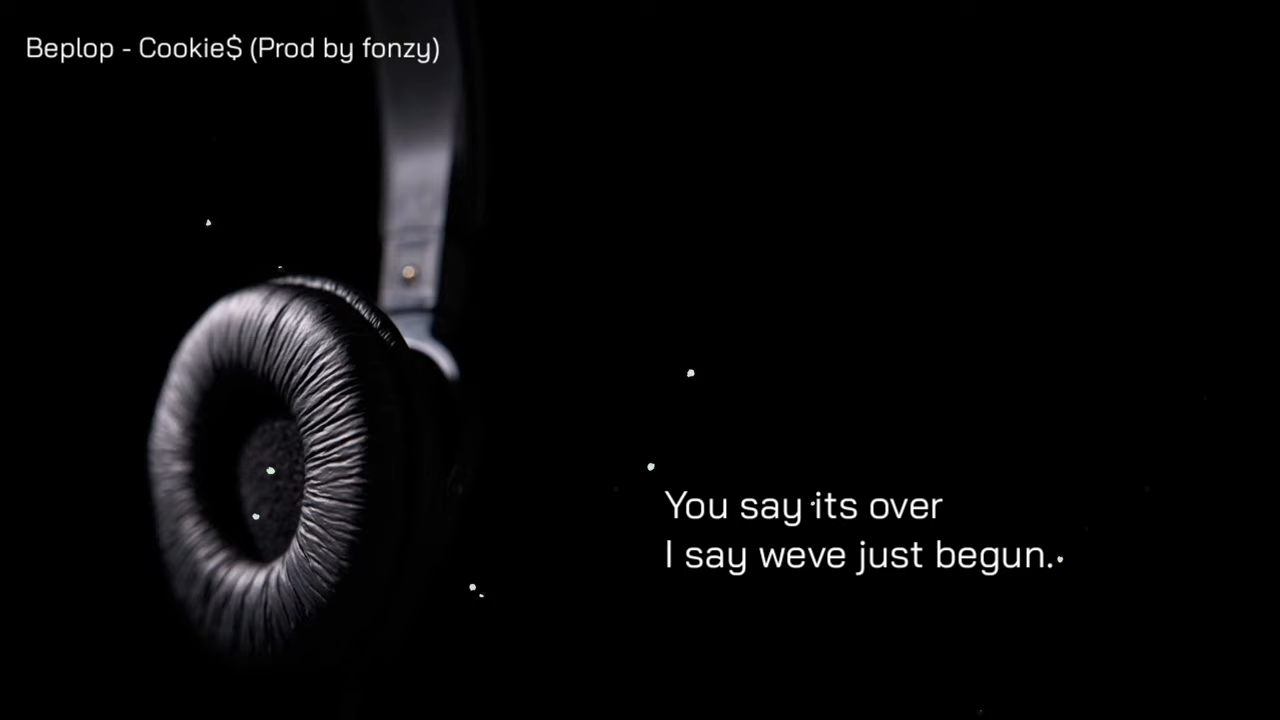 Beplop - Cookie$ (Prod by fonzy)
You say its over
I say weve just begun.